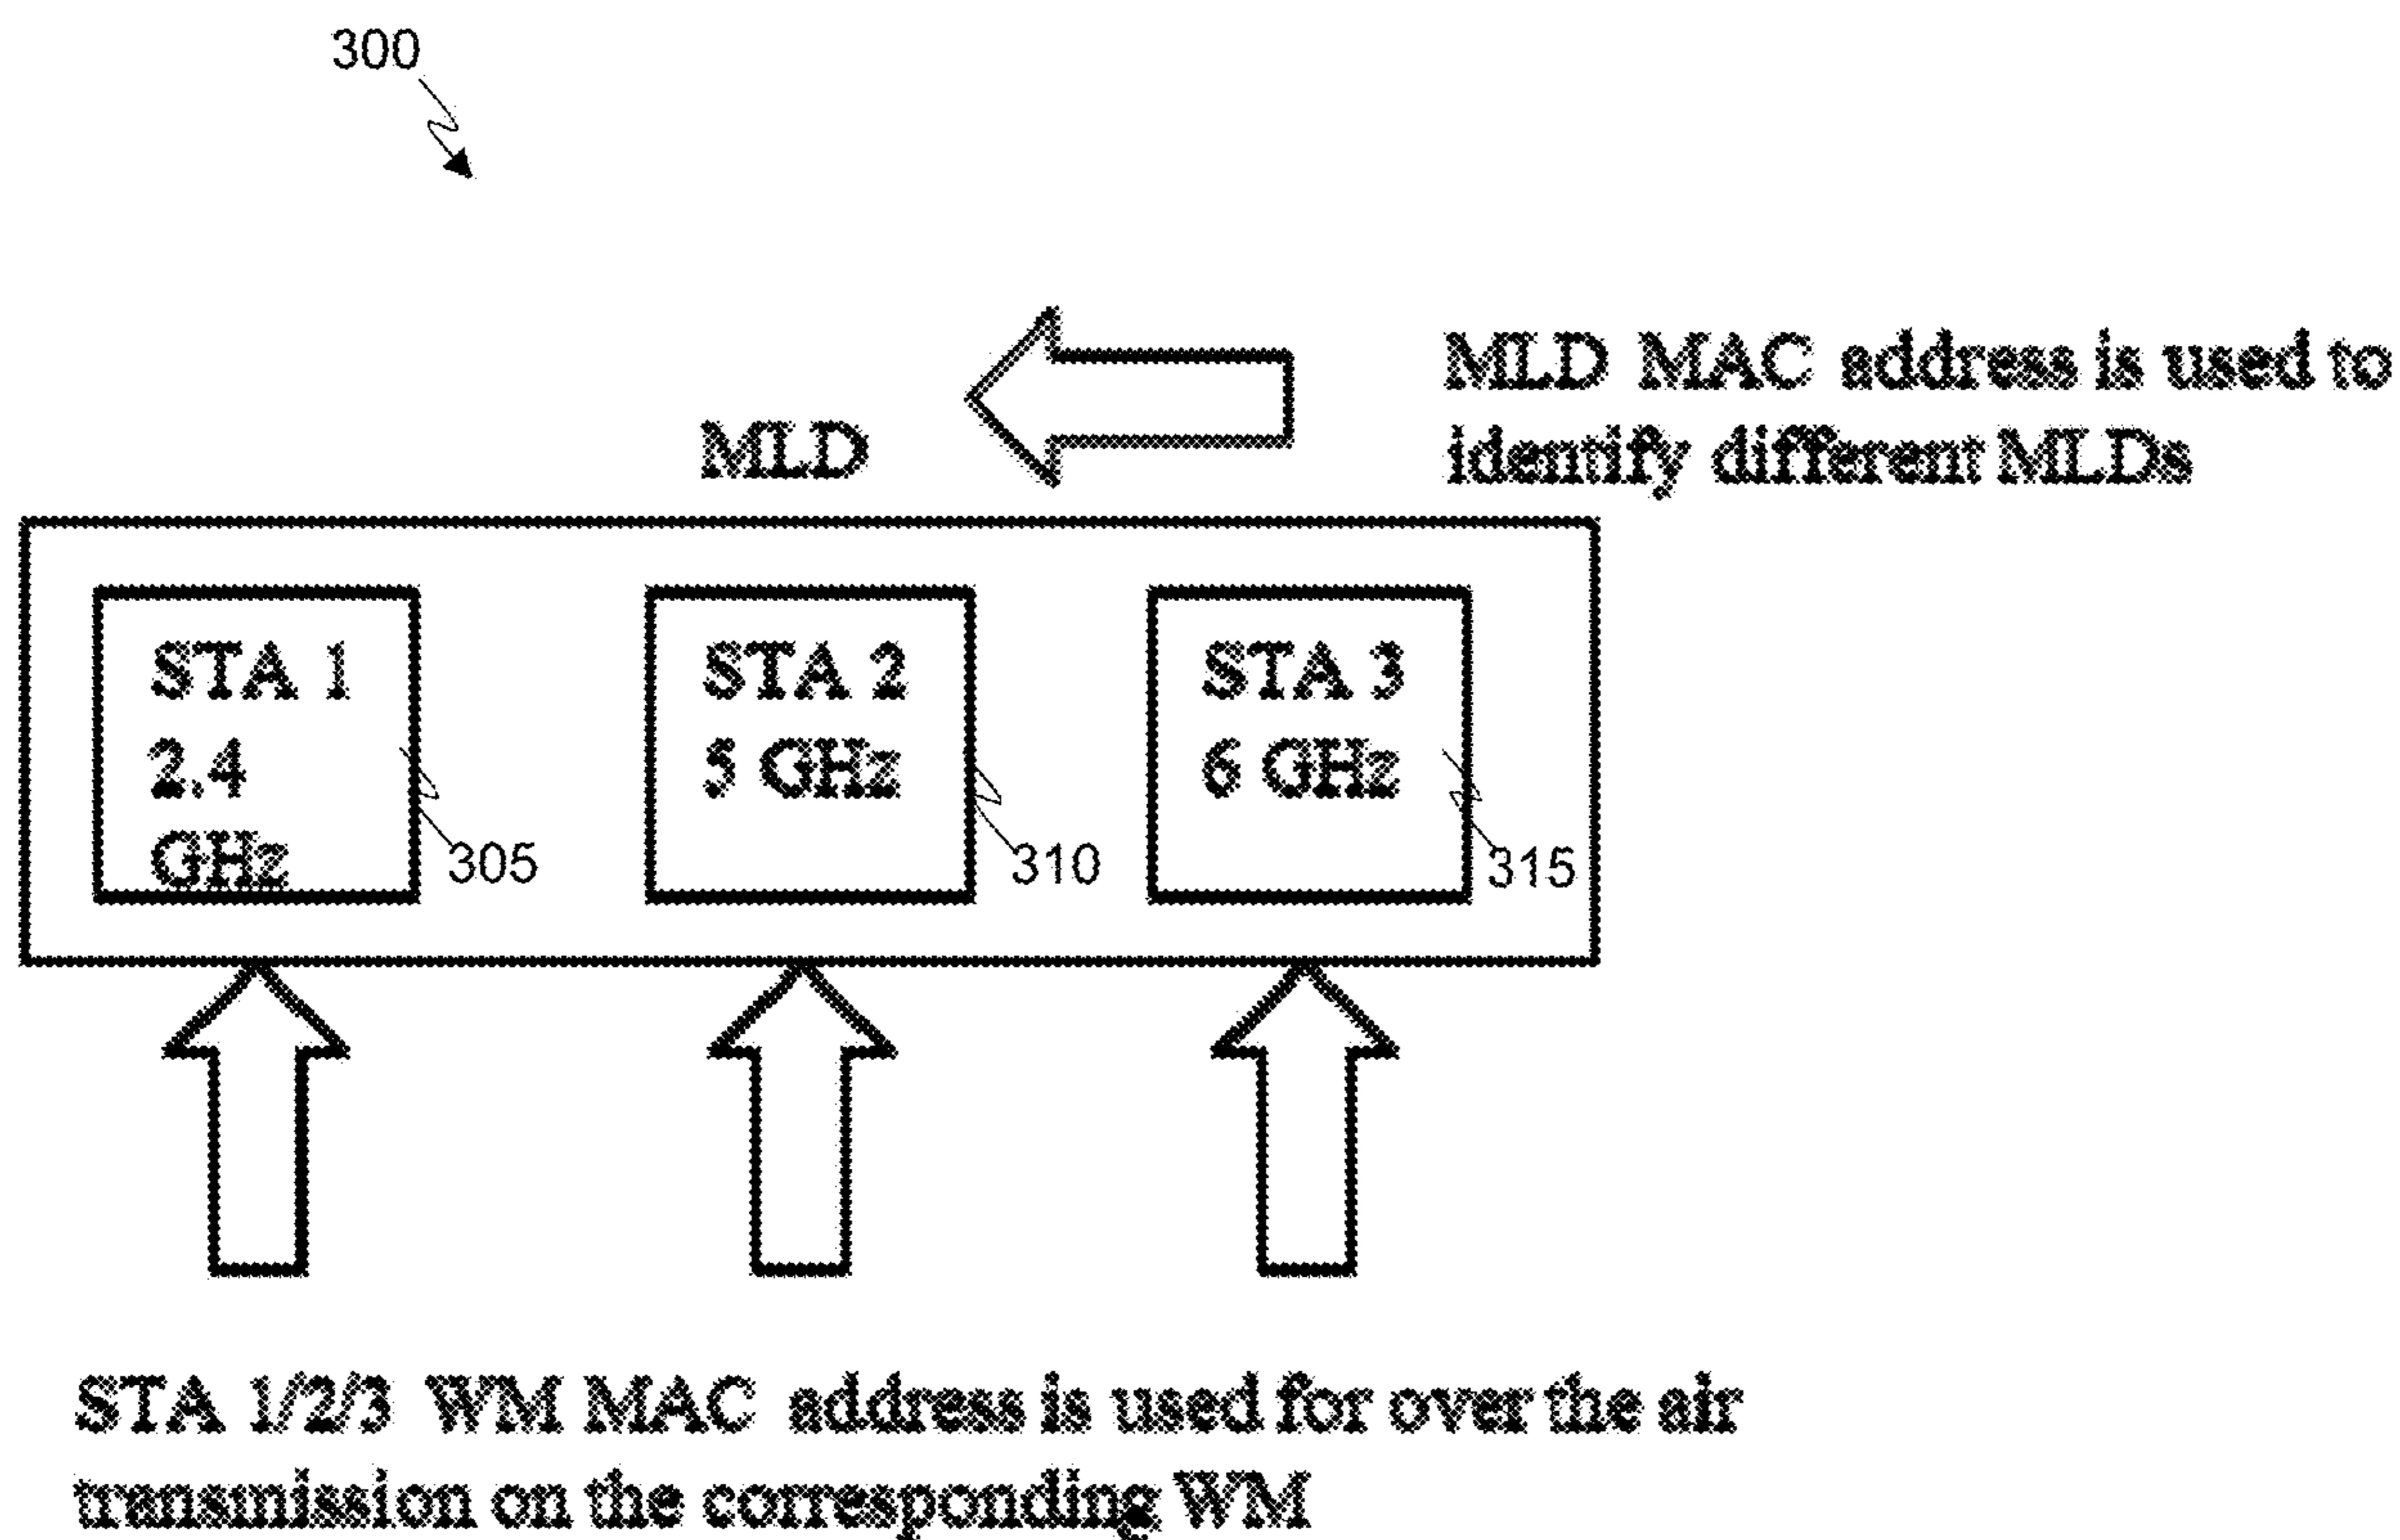 300
MLD MAC address is used to
identify different MLDs
MLD
STA 1
2.4
GHz
305
STA 2
5 GHz
310
STA 3
6 GHz
315
STA 1/2/3 WM MAC address is used for over the air
transmission on the corresponding WM